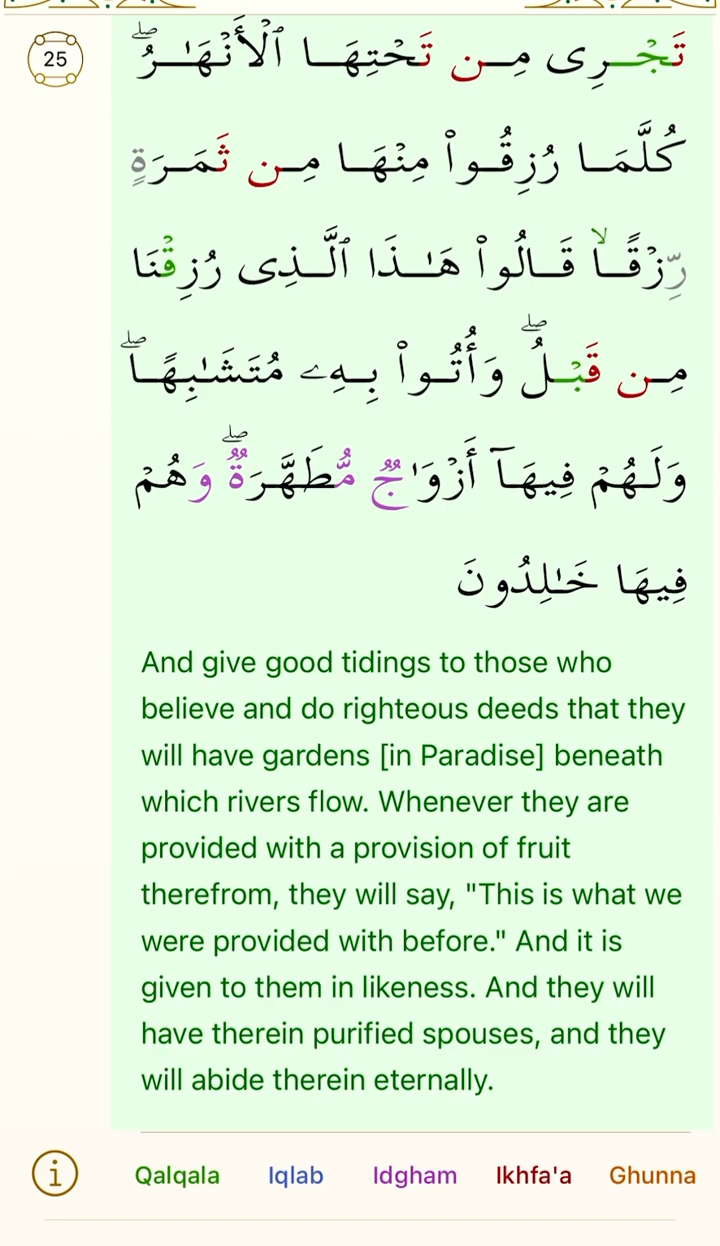 25
تَجْرِى مِن تَحْتِهَا ٱلْأَنْهَـٰرُ ۖ
كُلَّمَا رُزِقُوا۟ مِنْهَا مِن ثَمَرَةٍ
رِّزْقًا ۙ قَالُوا۟ هَـٰذَا ٱلَّذِى رُزِقْنَا
مِن قَبْلُ ۖ وَأُتُوا۟ بِهِۦ مُتَشَـٰبِهًا ۖ
وَلَهُمْ فِيهَآ أَزْوَٰجٌ مُّطَهَّرَةٌ ۖ وَهُمْ
فِيهَا خَـٰلِدُونَ
And give good tidings to those who
believe and do righteous deeds that they
will have gardens [in Paradise] beneath
which rivers flow. Whenever they are
provided with a provision of fruit
therefrom, they will say, "This is what we
were provided with before." And it is
given to them in likeness. And they will
have therein purified spouses, and they
will abide therein eternally.
Qalqala Iqlab Idgham Ikhfa'a Ghunna